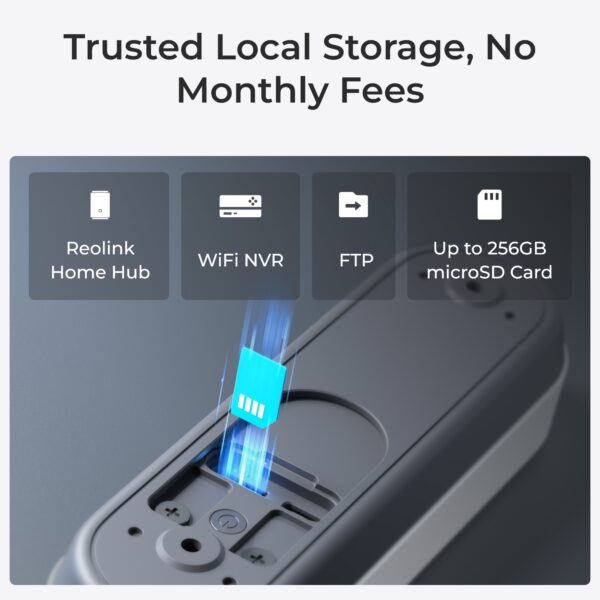 Trusted Local Storage, No
Monthly Fees
Reolink
Home Hub
WiFi NVR
FTP
Up to 256GB
microSD Card